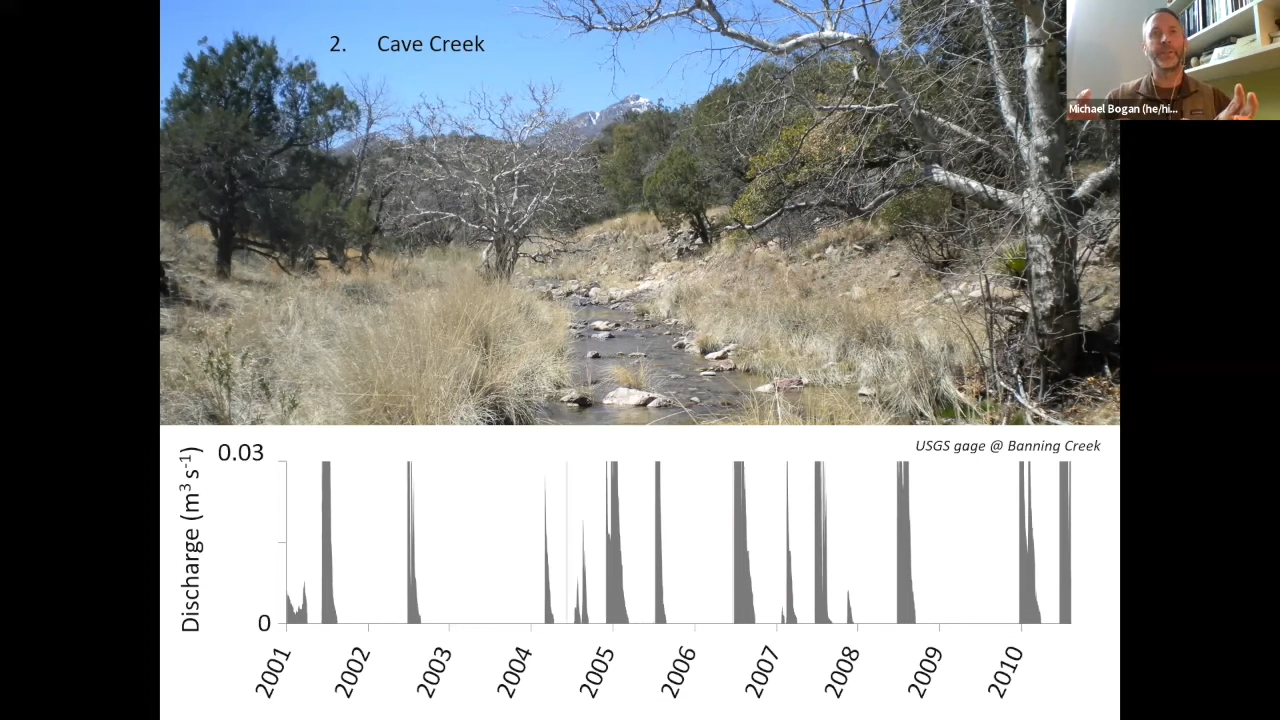 2. Cave Creek
Michael Bogan (he/hi...
USGS gage @ Banning Creek
Discharge (m³ s⁻¹)
0.03
0
2001 2002 2003 2004 2005 2006 2007 2008 2009 2010